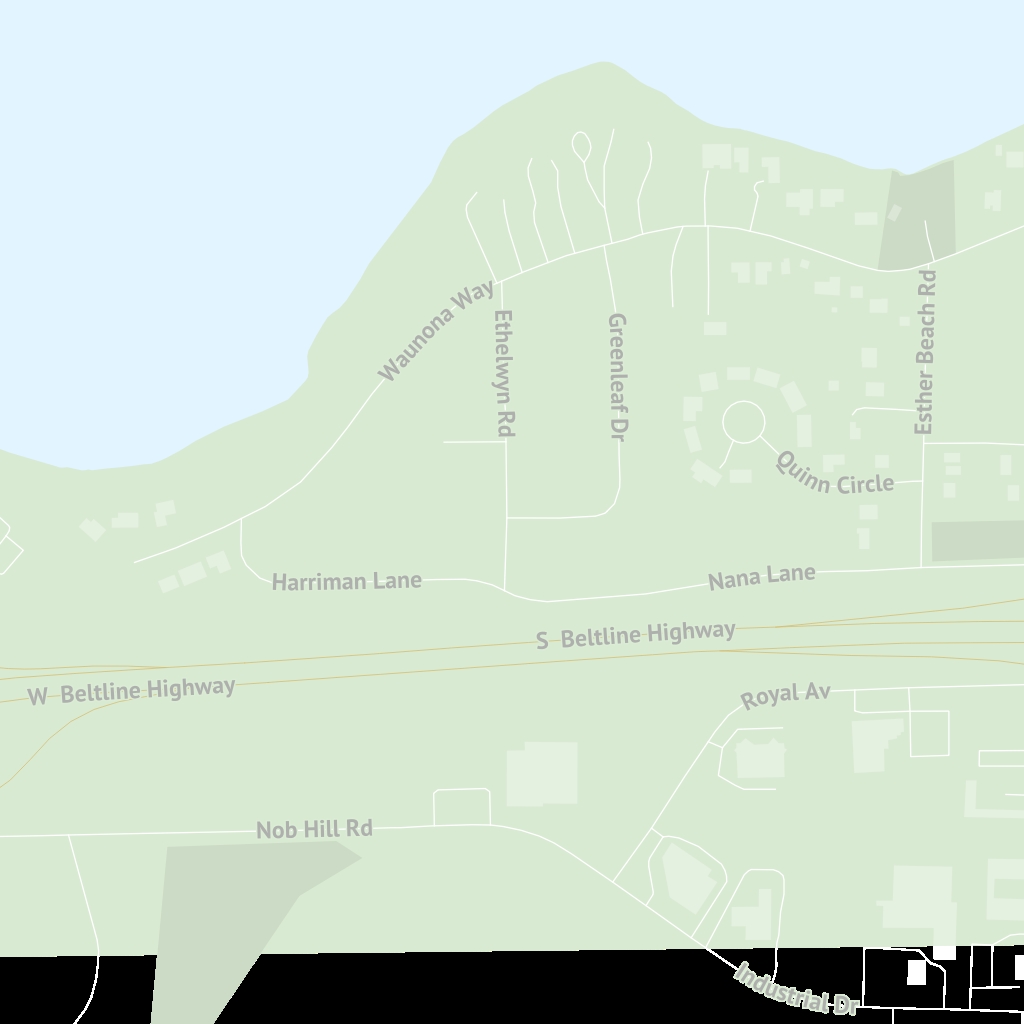 Waunona Way
Ethelwyn Rd
Greenleaf Dr
Esther Beach Rd
Quinn Circle
Harriman Lane
Nana Lane
S Beltline Highway
W Beltline Highway
Royal Av
Nob Hill Rd
Industrial Dr